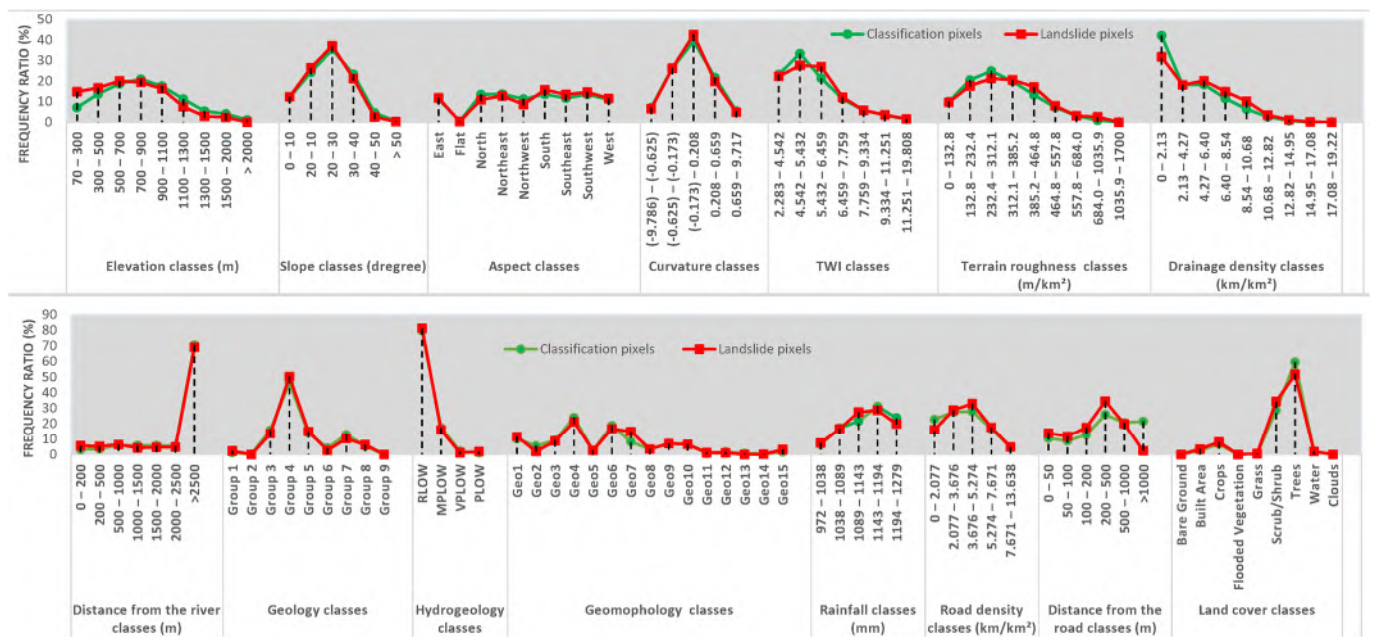 FREQUENCY RATIO (%)
50
40
30
20
10
0
Classification pixels
Landslide pixels
70 – 300
300 – 500
500 – 700
700 – 900
900 – 1100
1100 – 1300
1300 – 1500
1500 – 2000
> 2000
0 – 10
20 – 10
20 – 30
30 – 40
40 – 50
> 50
East
Flat
North
Northeast
Northwest
South
Southeast
Southwest
West
(-9.786) – (-0.625)
(-0.625) – (-0.173)
(-0.173) – 0.208
0.208 – 0.659
0.659 – 9.717
2.283 – 4.542
4.542 – 5.432
5.432 – 6.459
6.459 – 7.759
7.759 – 9.334
9.334 – 11.251
11.251 – 19.808
0 – 132.8
132.8 – 232.4
232.4 – 312.1
312.1 – 385.2
385.2 – 464.8
464.8 – 557.8
557.8 – 684.0
684.0 – 1035.9
1035.9 – 1700
0 – 2.13
2.13 – 4.27
4.27 – 6.40
6.40 – 8.54
8.54 – 10.68
10.68 – 12.82
12.82 – 14.95
14.95 – 17.08
17.08 – 19.22
Elevation classes (m)
Slope classes (dregree)
Aspect classes
Curvature classes
TWI classes
Terrain roughness classes
(m/km²)
Drainage density classes
(km/km²)
FREQUENCY RATIO (%)
90
80
70
60
50
40
30
20
10
0
Classification pixels
Landslide pixels
0 – 200
200 – 500
500 – 1000
1000 – 1500
1500 – 2000
2000 – 2500
>2500
Group 1
Group 2
Group 3
Group 4
Group 5
Group 6
Group 7
Group 8
Group 9
RLOW
MPLOW
VPLOW
PLOW
Geo1
Geo2
Geo3
Geo4
Geo5
Geo6
Geo7
Geo8
Geo9
Geo10
Geo11
Geo12
Geo13
Geo14
Geo15
972 – 1038
1038 – 1089
1089 – 1143
1143 – 1194
1194 – 1279
0 – 2.077
2.077 – 3.676
3.676 – 5.274
5.274 – 7.671
7.671 – 13.638
0 – 50
50 – 100
100 – 200
200 – 500
500 – 1000
>1000
Bare Ground
Built Area
Crops
Flooded Vegetation
Grass
Scrub/Shrub
Trees
Water
Clouds
Distance from the river
classes (m)
Geology classes
Hydrogeology
classes
Geomophology classes
Rainfall classes
(mm)
Road density
classes (km/km²)
Distance from the
road classes (m)
Land cover classes